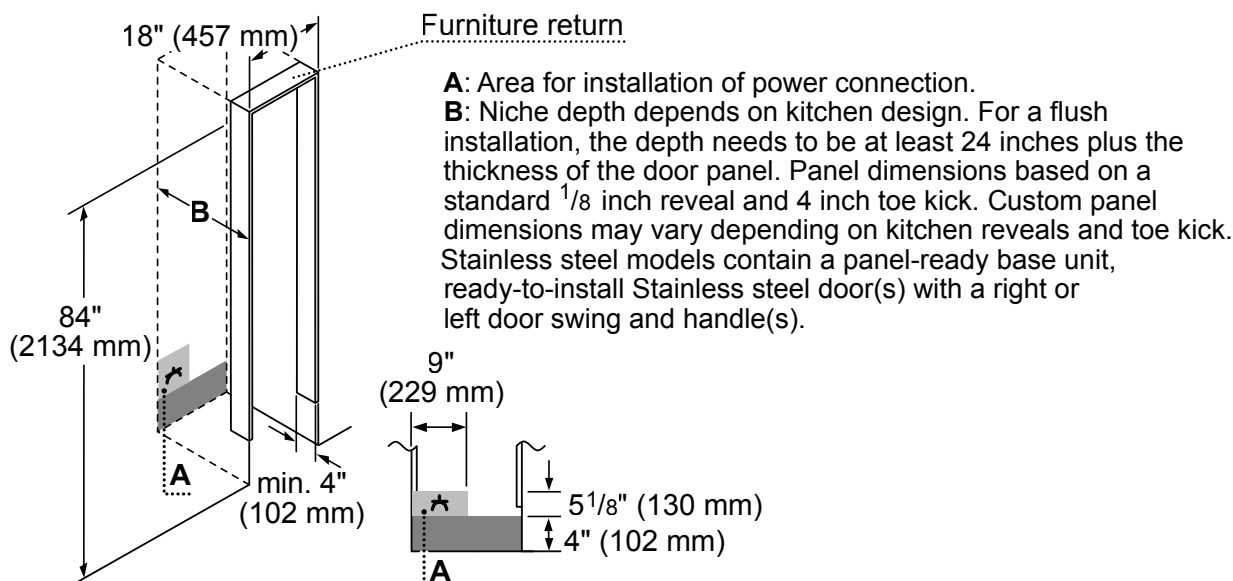 Furniture return
18" (457 mm)
A: Area for installation of power connection.
B: Niche depth depends on kitchen design. For a flush
installation, the depth needs to be at least 24 inches plus the
thickness of the door panel. Panel dimensions based on a
standard 1/8 inch reveal and 4 inch toe kick. Custom panel
dimensions may vary depending on kitchen reveals and toe kick.
Stainless steel models contain a panel-ready base unit,
ready-to-install Stainless steel door(s) with a right or
left door swing and handle(s).
B
84"
(2134 mm)
A
min. 4"
(102 mm)
9"
(229 mm)
5 1/8" (130 mm)
4" (102 mm)
A